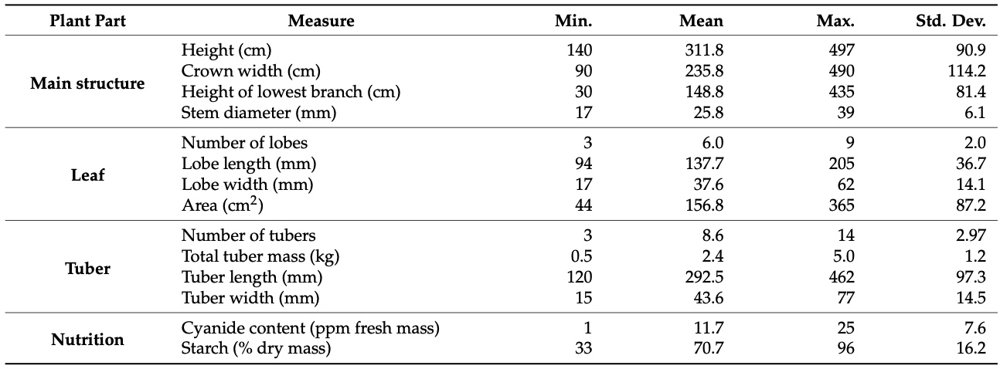 Plant Part Measure Min. Mean Max. Std. Dev.
Main structure
Height (cm) 140 311.8 497 90.9
Crown width (cm) 90 235.8 490 114.2
Height of lowest branch (cm) 30 148.8 435 81.4
Stem diameter (mm) 17 25.8 39 6.1
Leaf
Number of lobes 3 6.0 9 2.0
Lobe length (mm) 94 137.7 205 36.7
Lobe width (mm) 17 37.6 62 14.1
Area (cm²) 44 156.8 365 87.2
Tuber
Number of tubers 3 8.6 14 2.97
Total tuber mass (kg) 0.5 2.4 5.0 1.2
Tuber length (mm) 120 292.5 462 97.3
Tuber width (mm) 15 43.6 77 14.5
Nutrition
Cyanide content (ppm fresh mass) 1 11.7 25 7.6
Starch (% dry mass) 33 70.7 96 16.2